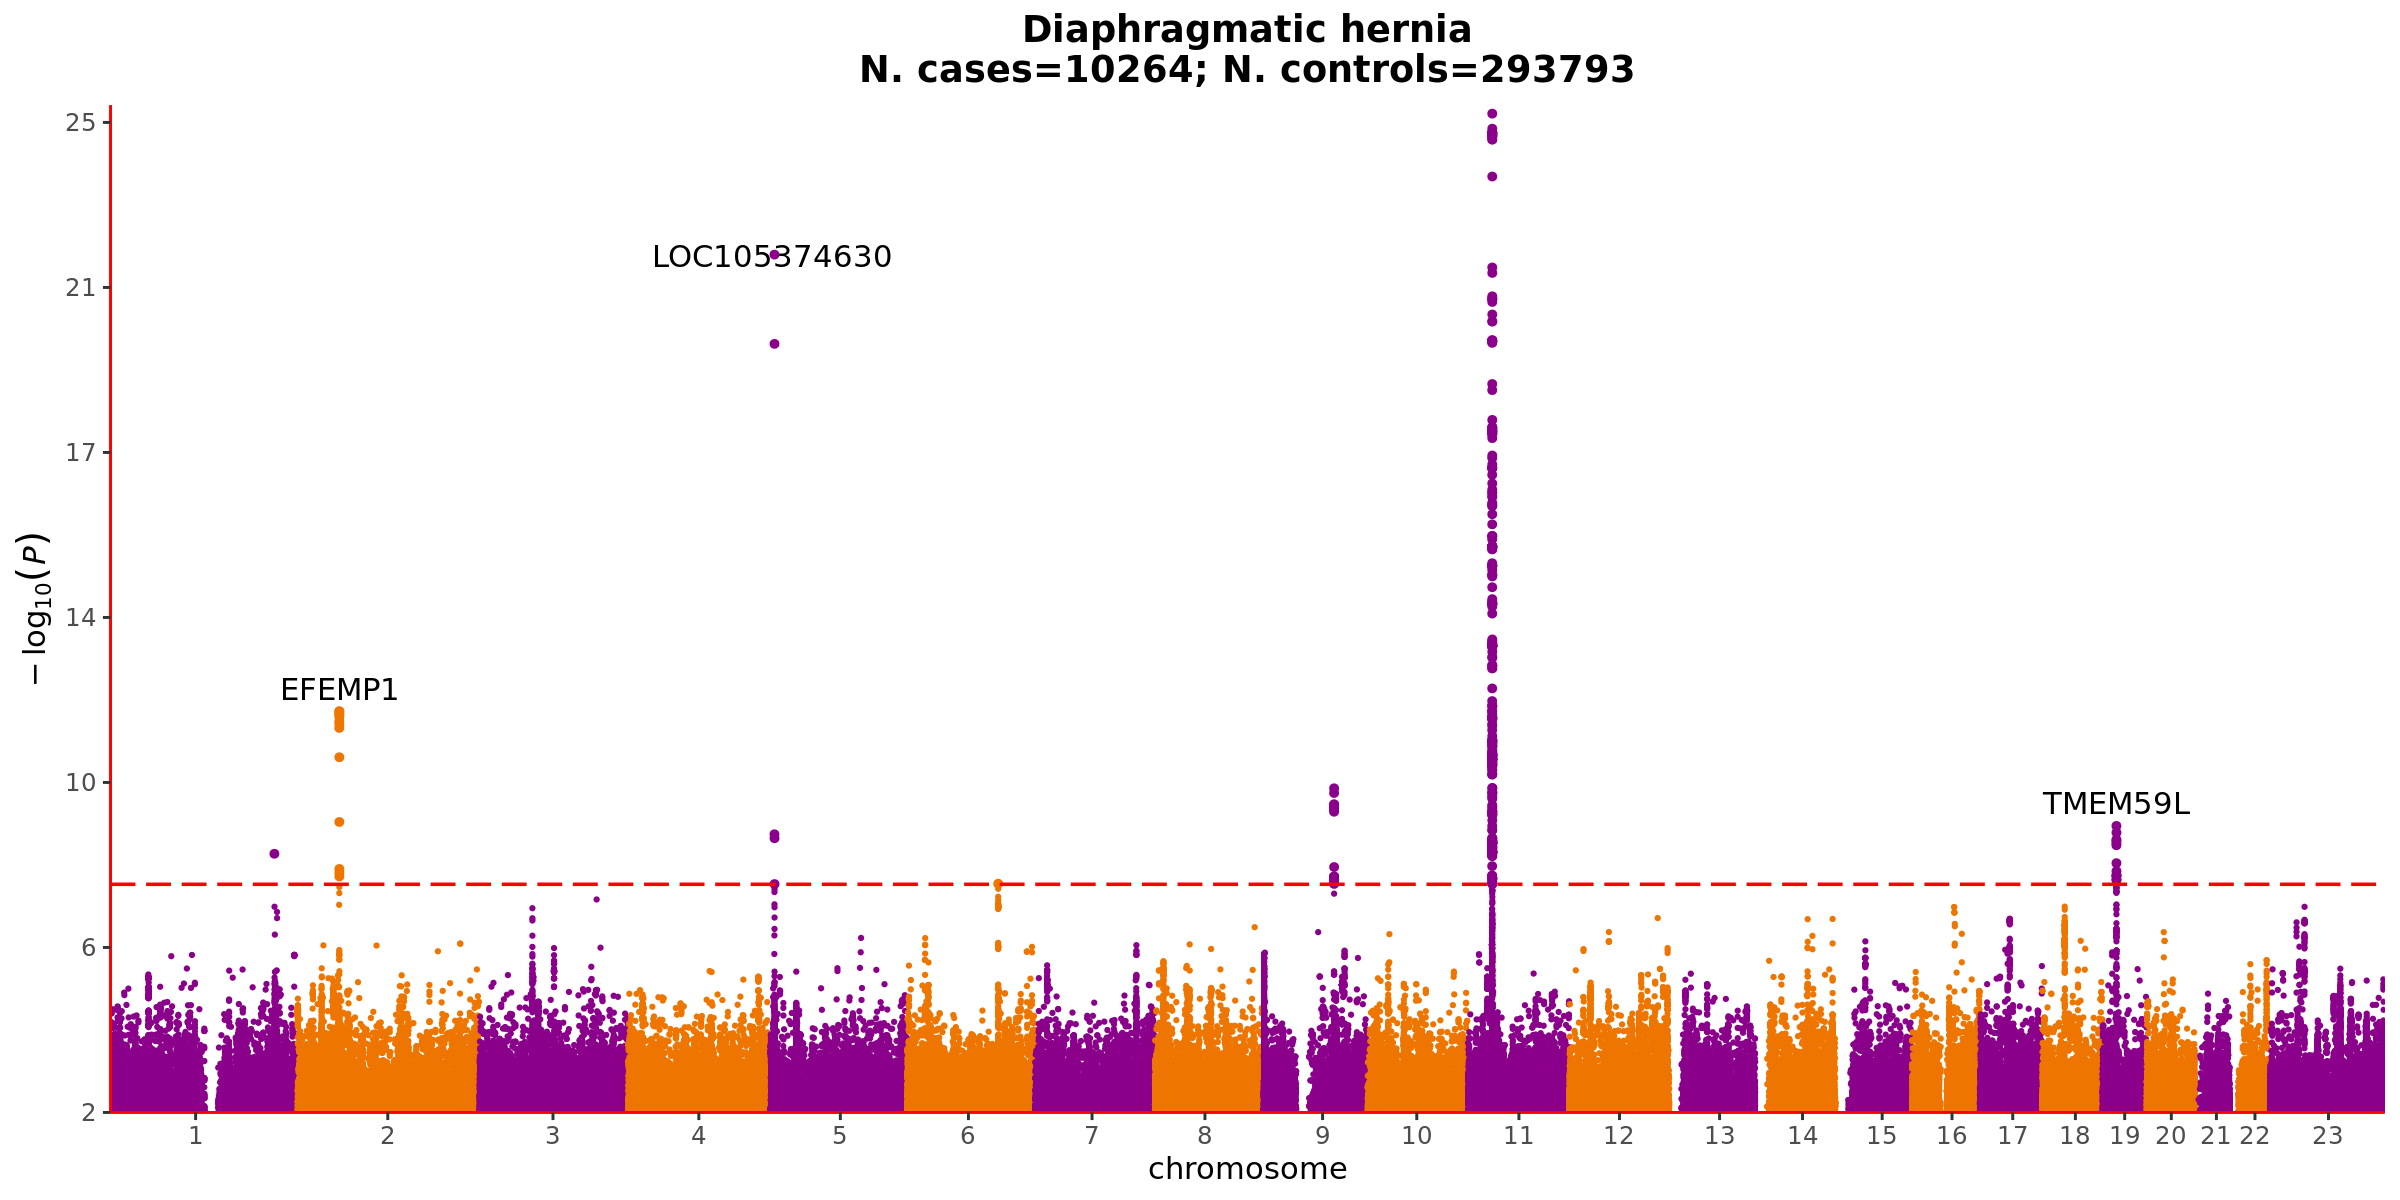 Diaphragmatic hernia
N. cases=10264; N. controls=293793
25
21
17
14
10
6
2
−log10(P)
LOC105374630
EFEMP1
TMEM59L
1 2 3 4 5 6 7 8 9 10 11 12 13 14 15 16 17 18 19 20 21 22 23
chromosome